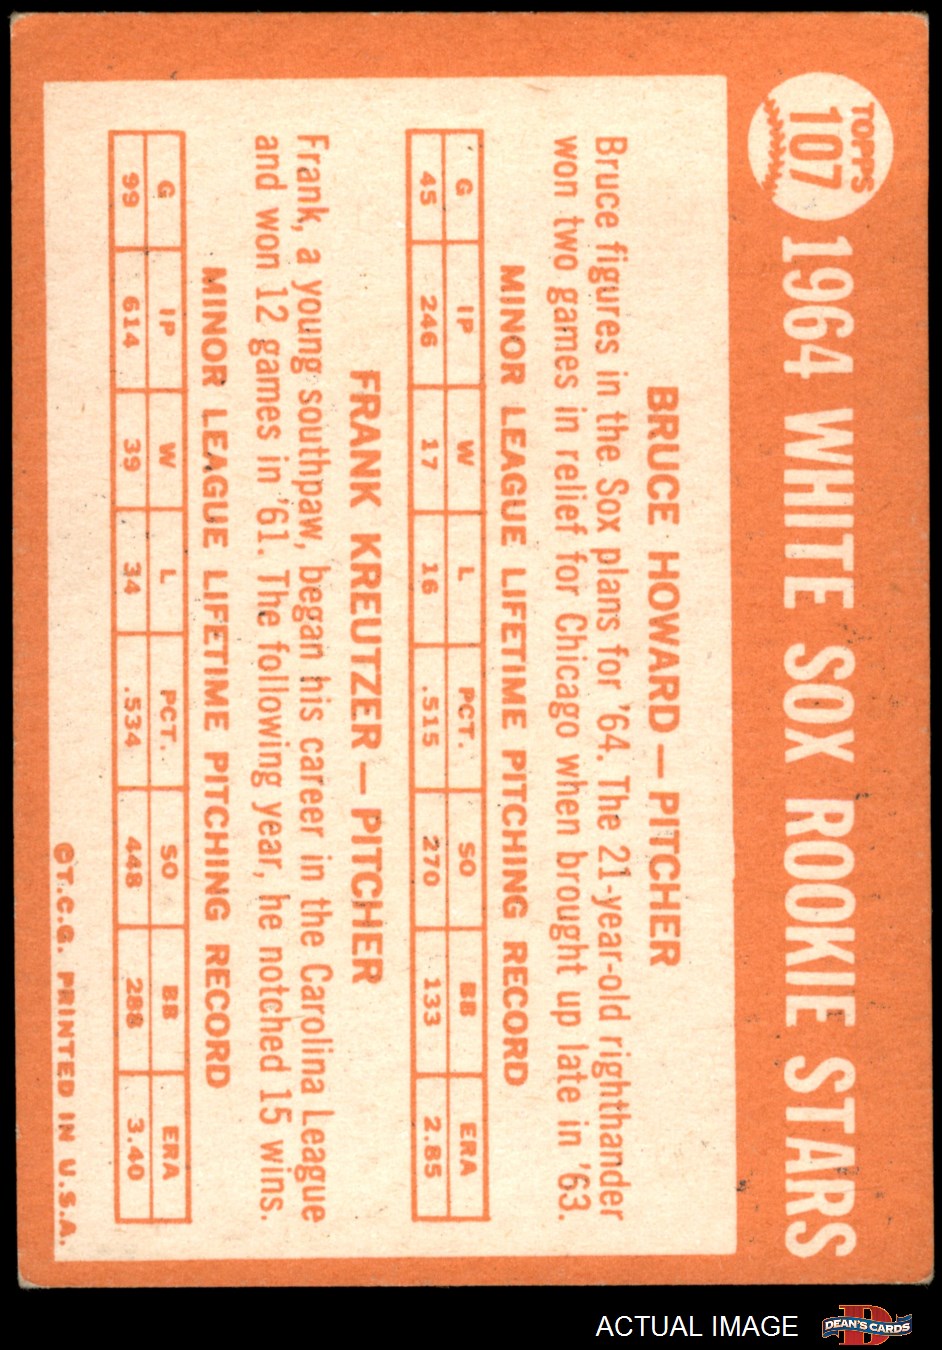 TOPPS
107
1964 WHITE SOX ROOKIE STARS
BRUCE HOWARD—PITCHER
Bruce figures in the Sox plans for '64. The 21-year-old righthander
won two games in relief for Chicago when brought up late in '63.
MINOR LEAGUE LIFETIME PITCHING RECORD
G IP W L PCT. SO BB ERA
45 246 17 16 .515 270 133 2.85
FRANK KREUTZER—PITCHER
Frank, a young southpaw, began his career in the Carolina League
and won 12 games in '61. The following year, he notched 15 wins.
MINOR LEAGUE LIFETIME PITCHING RECORD
G IP W L PCT. SO BB ERA
99 614 39 34 .534 448 288 3.40
©T.C.G. PRINTED IN U.S.A.
ACTUAL IMAGE
D
DEAN'S CARDS